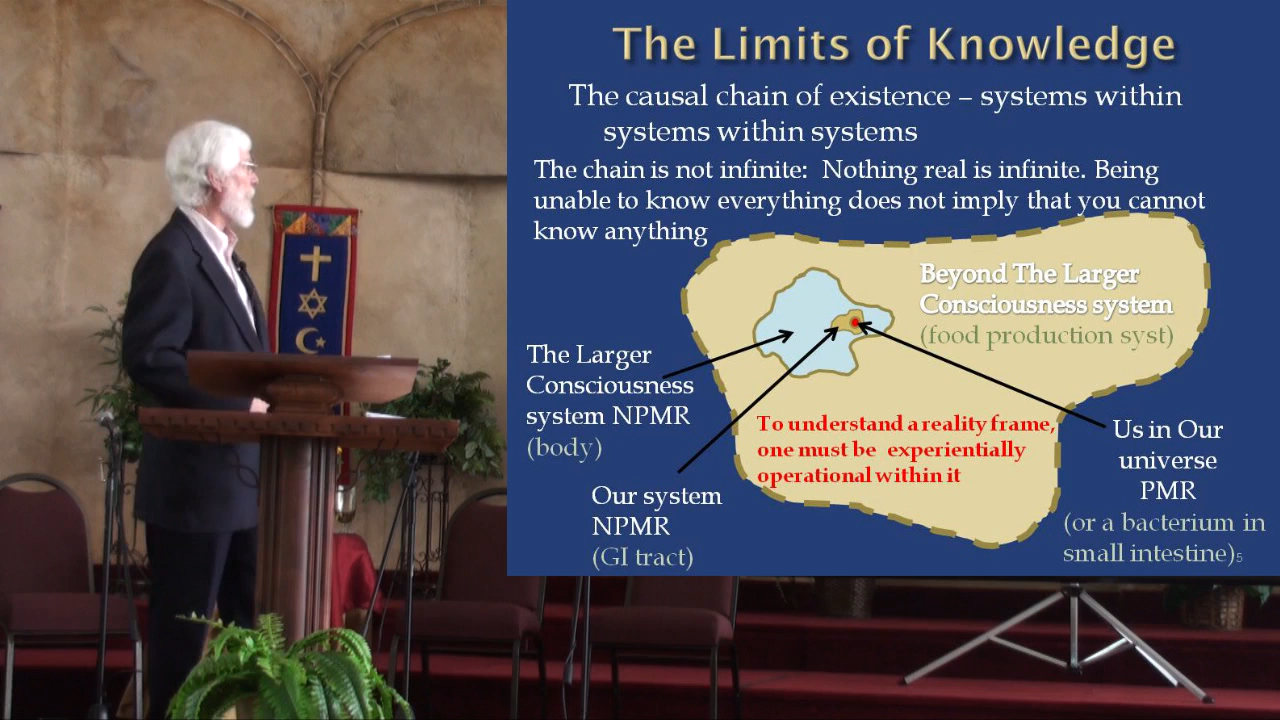 The Limits of Knowledge
The causal chain of existence – systems within
systems within systems
The chain is not infinite:  Nothing real is infinite. Being
unable to know everything does not imply that you cannot
know anything
Beyond The Larger
Consciousness system
(food production syst)
The Larger
Consciousness
system NPMR
(body)
To understand a reality frame,
one must be  experientially
operational within it
Us in Our
universe
PMR
(or a bacterium in
small intestine)5
Our system
NPMR
(GI tract)